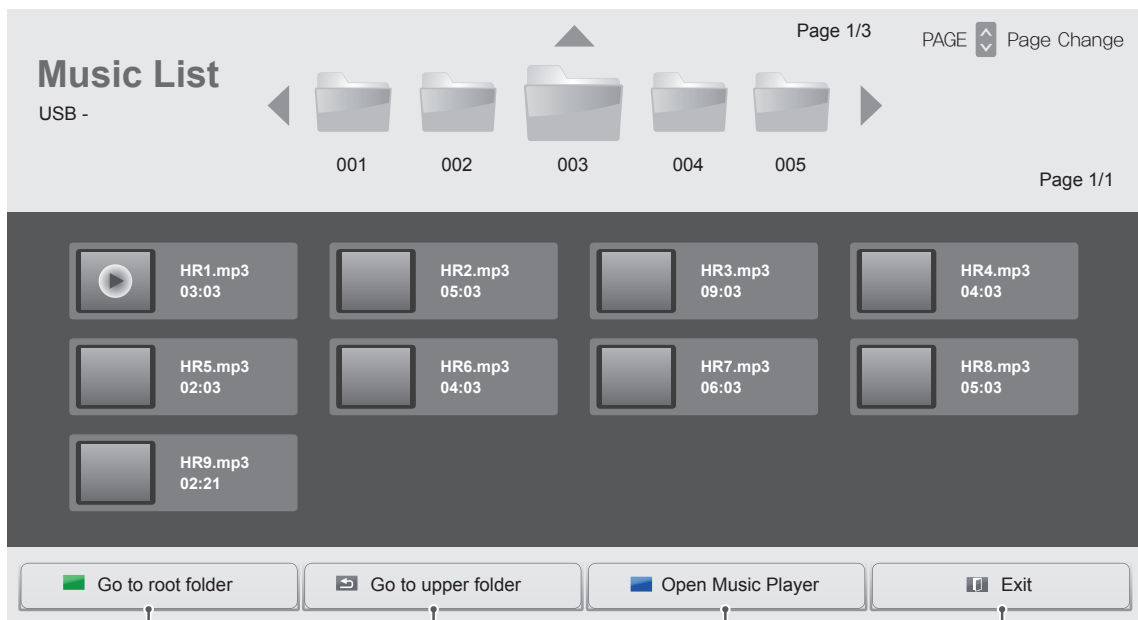 Page 1/3
PAGE Page Change
Music List
USB -
001 002 003 004 005
Page 1/1
HR1.mp3 HR2.mp3 HR3.mp3 HR4.mp3
03:03 05:03 09:03 04:03
HR5.mp3 HR6.mp3 HR7.mp3 HR8.mp3
02:03 04:03 06:03 05:03
HR9.mp3
02:21
Go to root folder Go to upper folder Open Music Player Exit